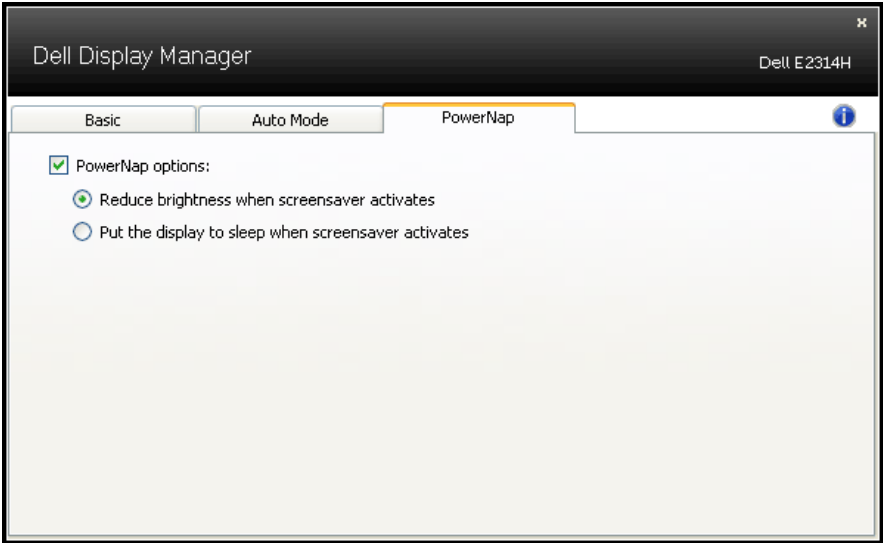 Dell Display Manager
Dell E2314H
Basic
Auto Mode
PowerNap
PowerNap options:
Reduce brightness when screensaver activates
Put the display to sleep when screensaver activates